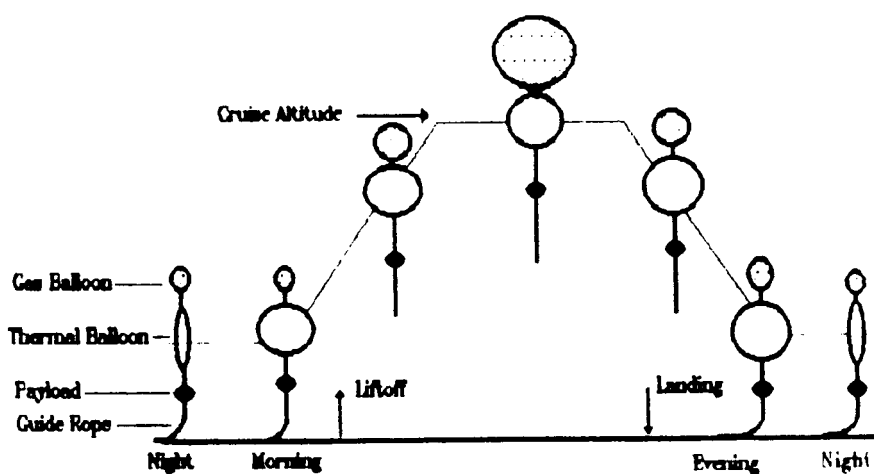 Cruise Altitude
Gas Balloon
Thermal Balloon
Payload
Guide Rope
Liftoff
Landing
Night
Morning
Evening
Night